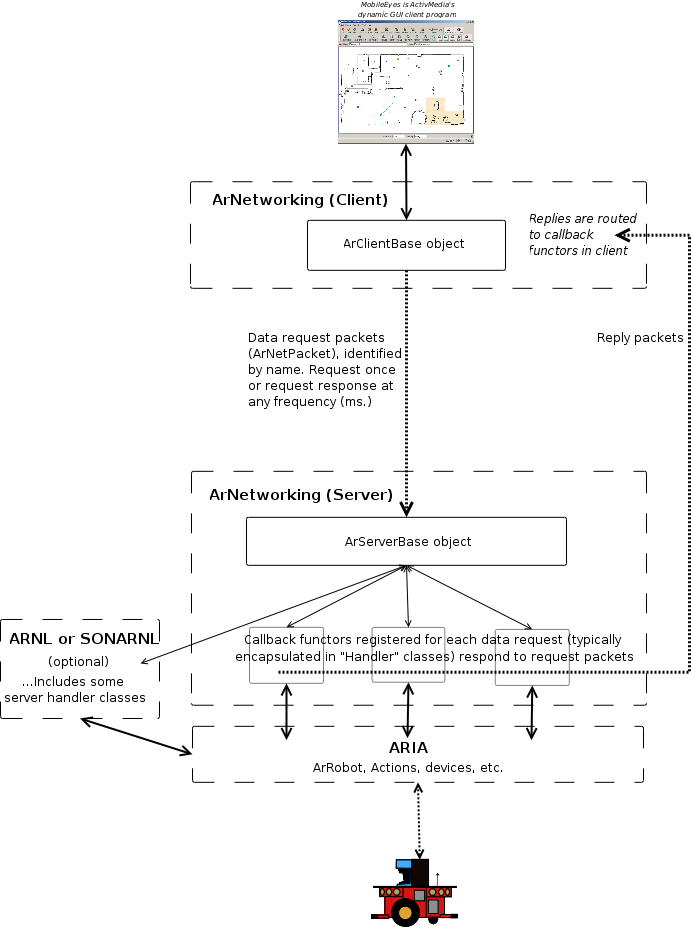 MobileEyes is ActivMedia's
dynamic GUI client program
ArNetworking (Client)
ArClientBase object
Replies are routed
to callback
functors in client
Data request packets
(ArNetPacket), identified
by name. Request once
or request response at
any frequency (ms.)
Reply packets
ArNetworking (Server)
ArServerBase object
Callback functors registered for each data request (typically
encapsulated in "Handler" classes) respond to request packets
ARNL or SONARNL
(optional)
...Includes some
server handler classes
ARIA
ArRobot, Actions, devices, etc.